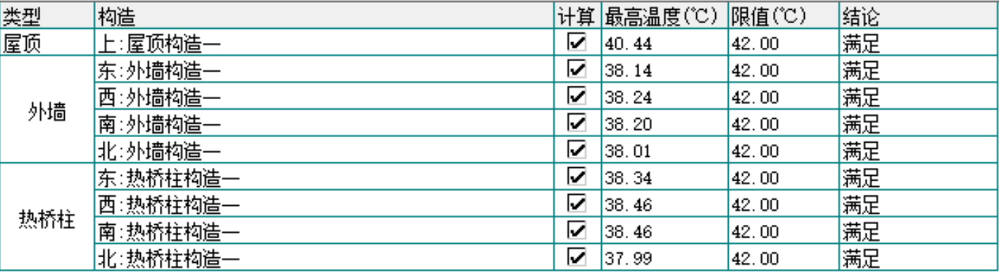 类型 构造 计算 最高温度(℃) 限值(℃) 结论
屋顶 上:屋顶构造一 40.44 42.00 满足
外墙 东:外墙构造一 38.14 42.00 满足
西:外墙构造一 38.24 42.00 满足
南:外墙构造一 38.20 42.00 满足
北:外墙构造一 38.01 42.00 满足
热桥柱 东:热桥柱构造一 38.34 42.00 满足
西:热桥柱构造一 38.46 42.00 满足
南:热桥柱构造一 38.46 42.00 满足
北:热桥柱构造一 37.99 42.00 满足